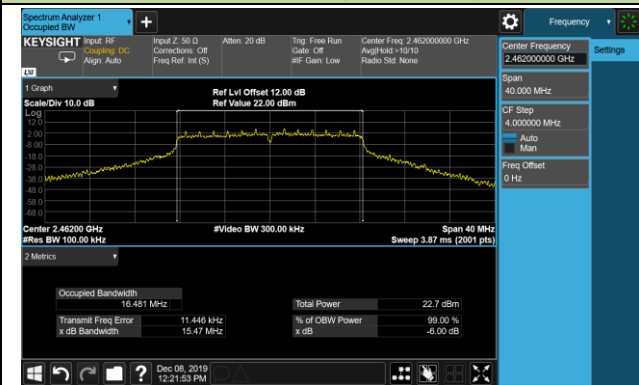 Spectrum Analyzer 1
Occupied BW
Frequency
KEYSIGHT
Input: RF
Coupling: DC
Align: Auto
Input Z: 50 Ω
Corrections: Off
Freq Ref: Int (S)
Atten: 20 dB
Trig: Free Run
Gate: Off
#IF Gain: Low
Center Freq: 2.462000000 GHz
Avg|Hold:>10/10
Radio Std: None
LXI
Center Frequency
2.462000000 GHz
Settings
Span
40.000 MHz
CF Step
4.000000 MHz
Auto
Man
Freq Offset
0 Hz
1 Graph
Scale/Div 10.0 dB
Ref Lvl Offset 12.00 dB
Ref Value 22.00 dBm
Log
12.0
2.00
-8.00
-18.0
-28.0
-38.0
-48.0
-58.0
-68.0
Center 2.46200 GHz
#Res BW 100.00 kHz
#Video BW 300.00 kHz
Span 40 MHz
Sweep 3.87 ms (2001 pts)
2 Metrics
Occupied Bandwidth
16.481 MHz
Total Power 22.7 dBm
Transmit Freq Error 11.446 kHz
% of OBW Power 99.00 %
x dB Bandwidth 15.47 MHz
x dB -6.00 dB
Dec 08, 2019
12:21:53 PM